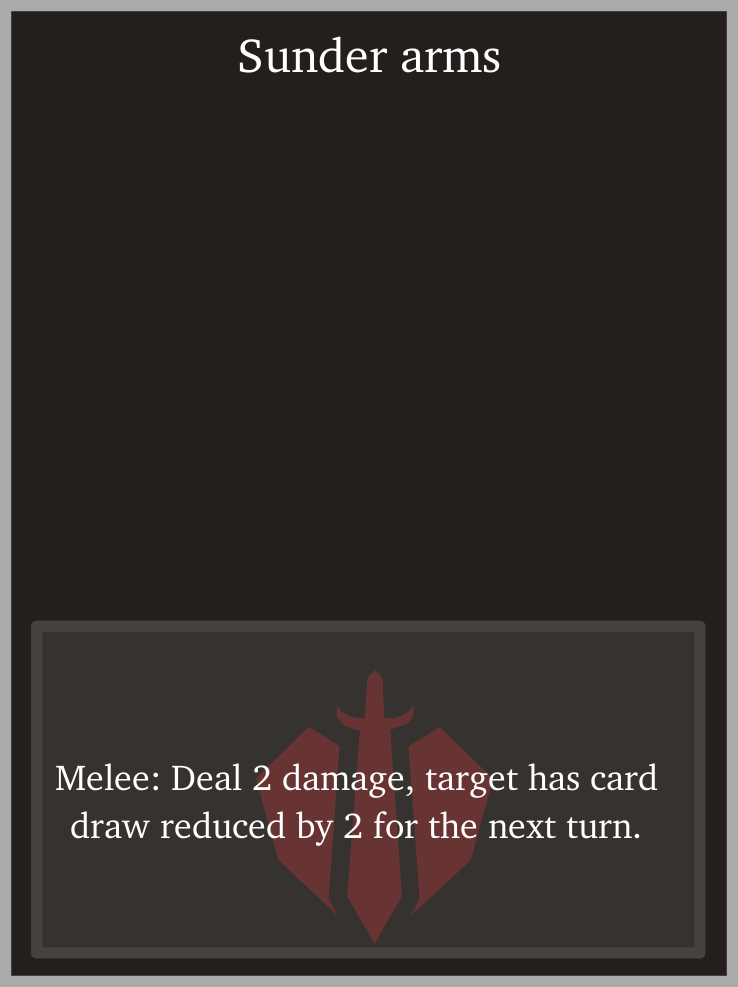 Sunder arms
Melee: Deal 2 damage, target has card
draw reduced by 2 for the next turn.